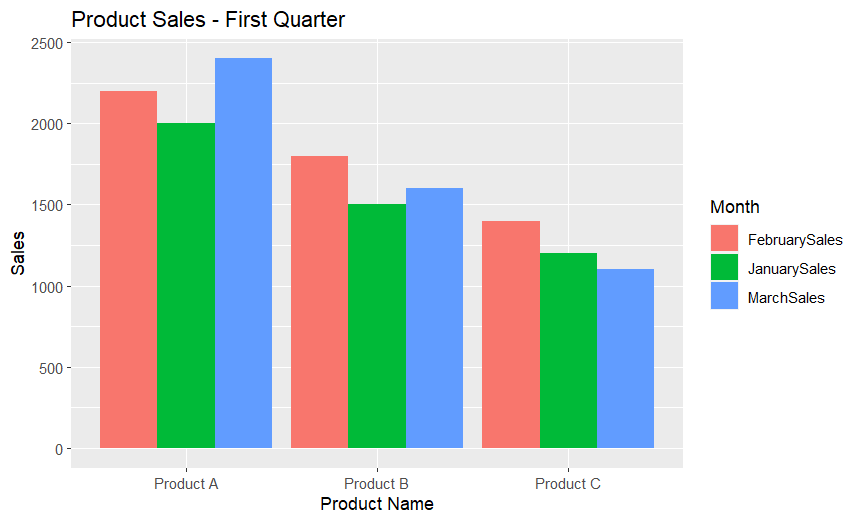 Product Sales - First Quarter
2500
2000
1500
1000
500
0
Sales
Product A
Product B
Product C
Product Name
Month
FebruarySales
JanuarySales
MarchSales